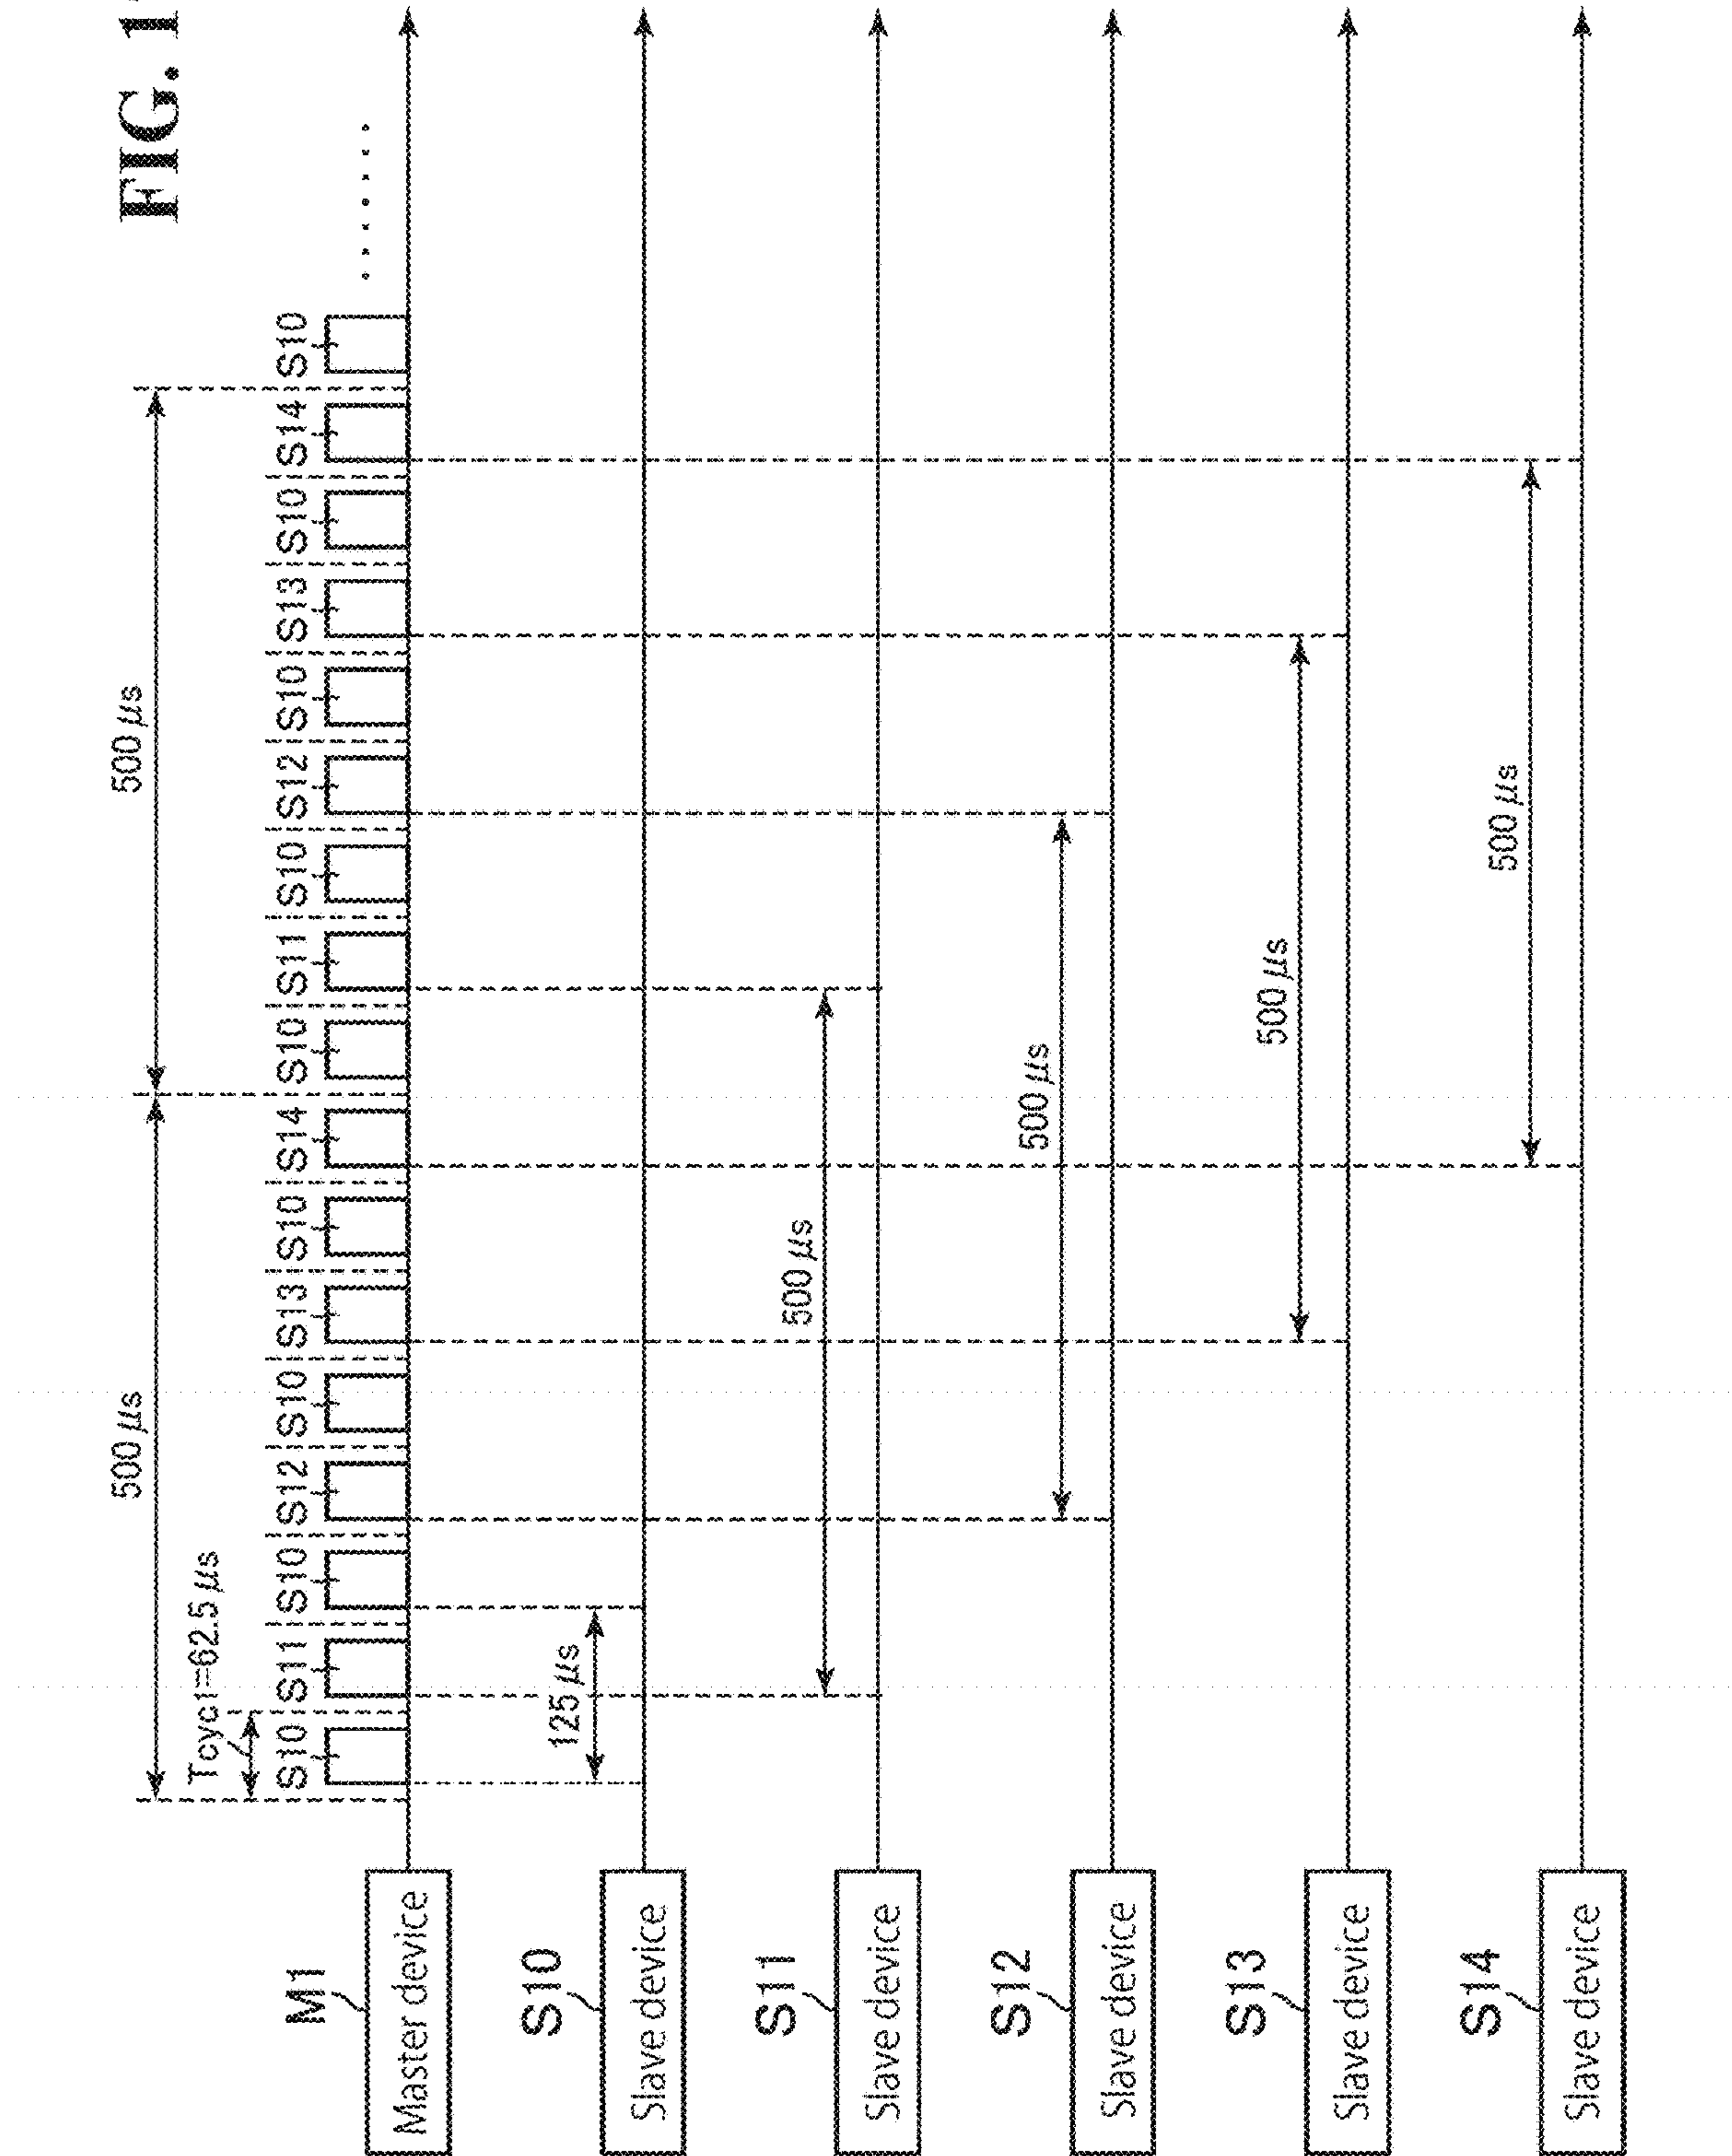 FIG. 1
500 μs
500 μs
Tcyc1=62.5 μs
S10
S11
S10
S12
S10
S13
S10
S14
S10
S11
S10
S12
S10
S13
S10
S14
S10
M1
Master device
S10
Slave device
125 μs
S11
Slave device
500 μs
S12
Slave device
500 μs
S13
Slave device
500 μs
S14
Slave device
500 μs